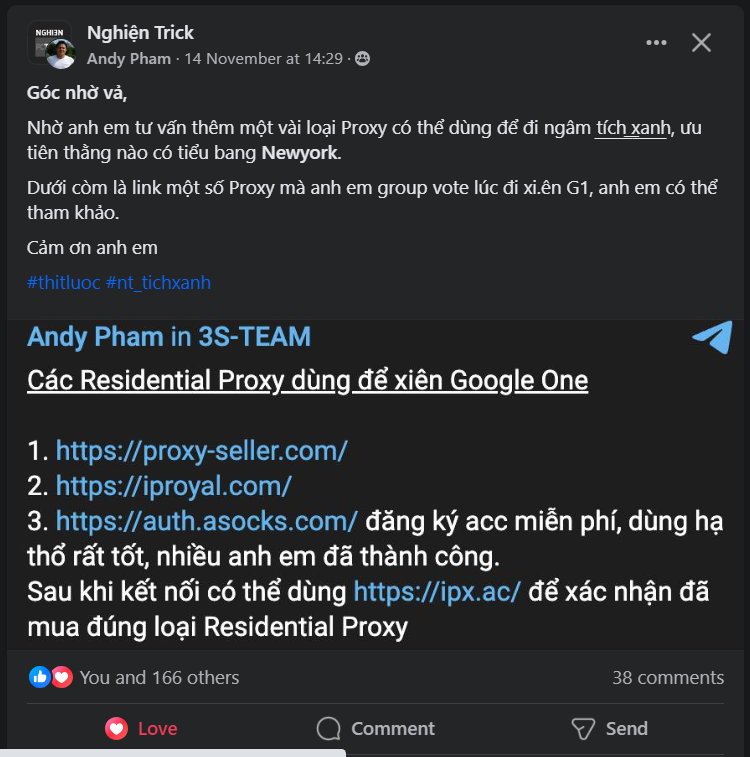 NGHIỆN
Nghiện Trick
Andy Pham · 14 November at 14:29 ·
Góc nhờ vả,
Nhờ anh em tư vấn thêm một vài loại Proxy có thể dùng để đi ngâm tích_xanh, ưu
tiên thằng nào có tiểu bang Newyork.
Dưới còm là link một số Proxy mà anh em group vote lúc đi xi.ên G1, anh em có thể
tham khảo.
Cảm ơn anh em
#thitluoc #nt_tichxanh
Andy Pham in 3S-TEAM
Các Residential Proxy dùng để xiên Google One
1. https://proxy-seller.com/
2. https://iproyal.com/
3. https://auth.asocks.com/ đăng ký acc miễn phí, dùng hạ
thổ rất tốt, nhiều anh em đã thành công.
Sau khi kết nối có thể dùng https://ipx.ac/ để xác nhận đã
mua đúng loại Residential Proxy
You and 166 others
38 comments
Love
Comment
Send